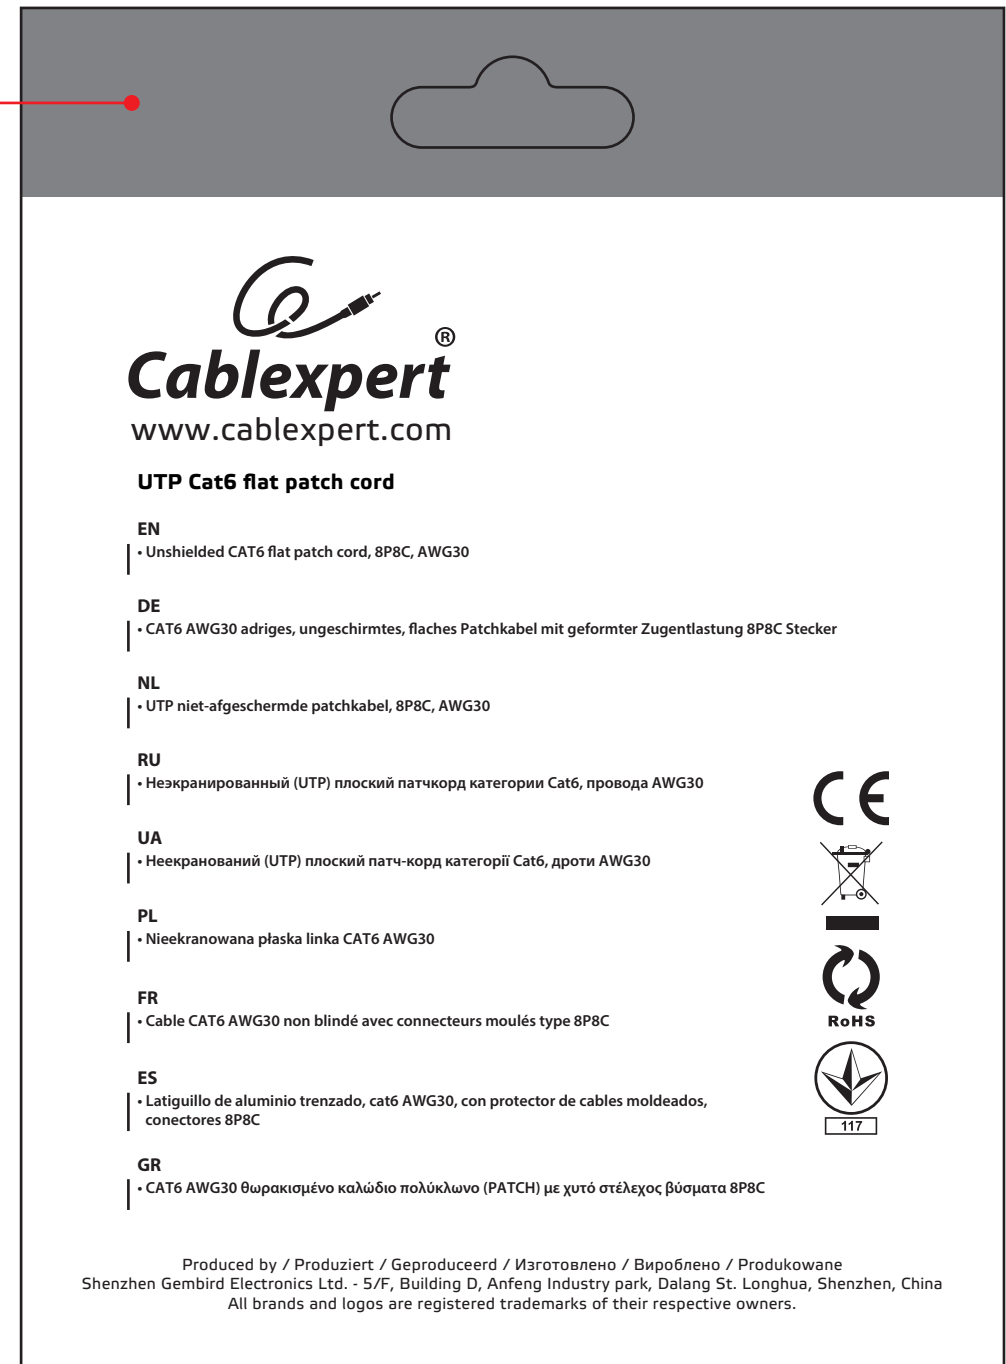 Cablexpert®
www.cablexpert.com
UTP Cat6 flat patch cord
EN
• Unshielded CAT6 flat patch cord, 8P8C, AWG30
DE
• CAT6 AWG30 adriges, ungeschirmtes, flaches Patchkabel mit geformter Zugentlastung 8P8C Stecker
NL
• UTP niet-afgeschermde patchkabel, 8P8C, AWG30
RU
• Неэкранированный (UTP) плоский патчкорд категории Cat6, провода AWG30
UA
• Неекранований (UTP) плоский патч-корд категорії Cat6, дроти AWG30
PL
• Nieekranowana płaska linka CAT6 AWG30
FR
• Cable CAT6 AWG30 non blindé avec connecteurs moulés type 8P8C
ES
• Latiguillo de aluminio trenzado, cat6 AWG30, con protector de cables moldeados,
conectores 8P8C
GR
• CAT6 AWG30 θωρακισμένο καλώδιο πολύκλωνο (PATCH) με χυτό στέλεχος βύσματα 8P8C
CE
RoHS
117
Produced by / Produziert / Geproduceerd / Изготовлено / Вироблено / Produkowane
Shenzhen Gembird Electronics Ltd. - 5/F, Building D, Anfeng Industry park, Dalang St. Longhua, Shenzhen, China
All brands and logos are registered trademarks of their respective owners.